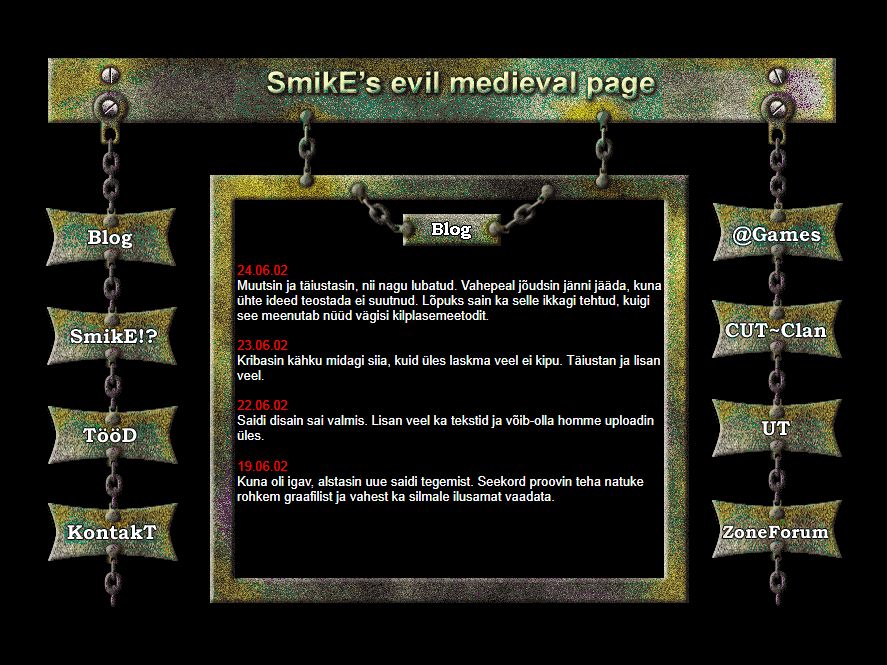 SmikE's evil medieval page
Blog
SmikE!?
TööD
KontakT
Blog
24.06.02
Muutsin ja täiustasin, nii nagu lubatud. Vahepeal jõudsin jänni jääda, kuna
ühte ideed teostada ei suutnud. Lõpuks sain ka selle ikkagi tehtud, kuigi
see meenutab nüüd vägisi kilplasemeetodit.
23.06.02
Kribasin kähku midagi siia, kuid üles laskma veel ei kipu. Täiustan ja lisan
veel.
22.06.02
Saidi disain sai valmis. Lisan veel ka tekstid ja võib-olla homme uploadin
üles.
19.06.02
Kuna oli igav, alstasin uue saidi tegemist. Seekord proovin teha natuke
rohkem graafilist ja vahest ka silmale ilusamat vaadata.
@Games
CUT~Clan
UT
ZoneForum